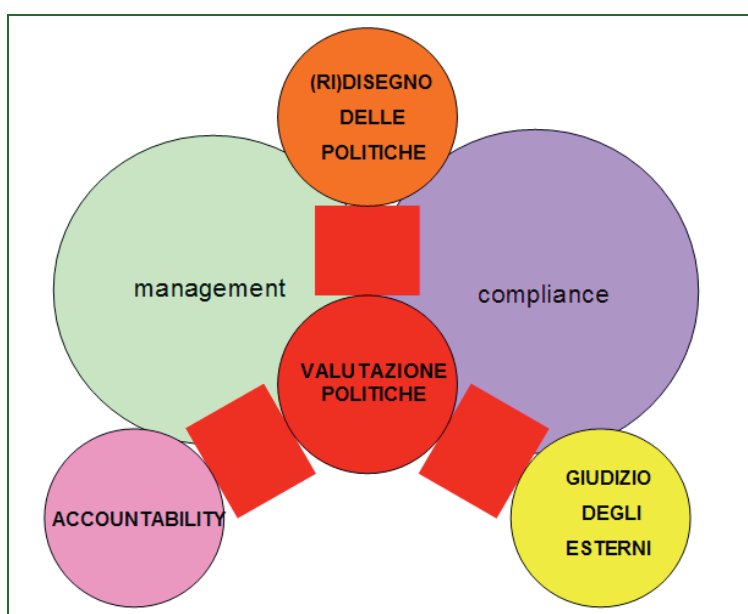 (RI)DISEGNO
DELLE
POLITICHE
management
compliance
VALUTAZIONE
POLITICHE
ACCOUNTABILITY
GIUDIZIO
DEGLI
ESTERNI